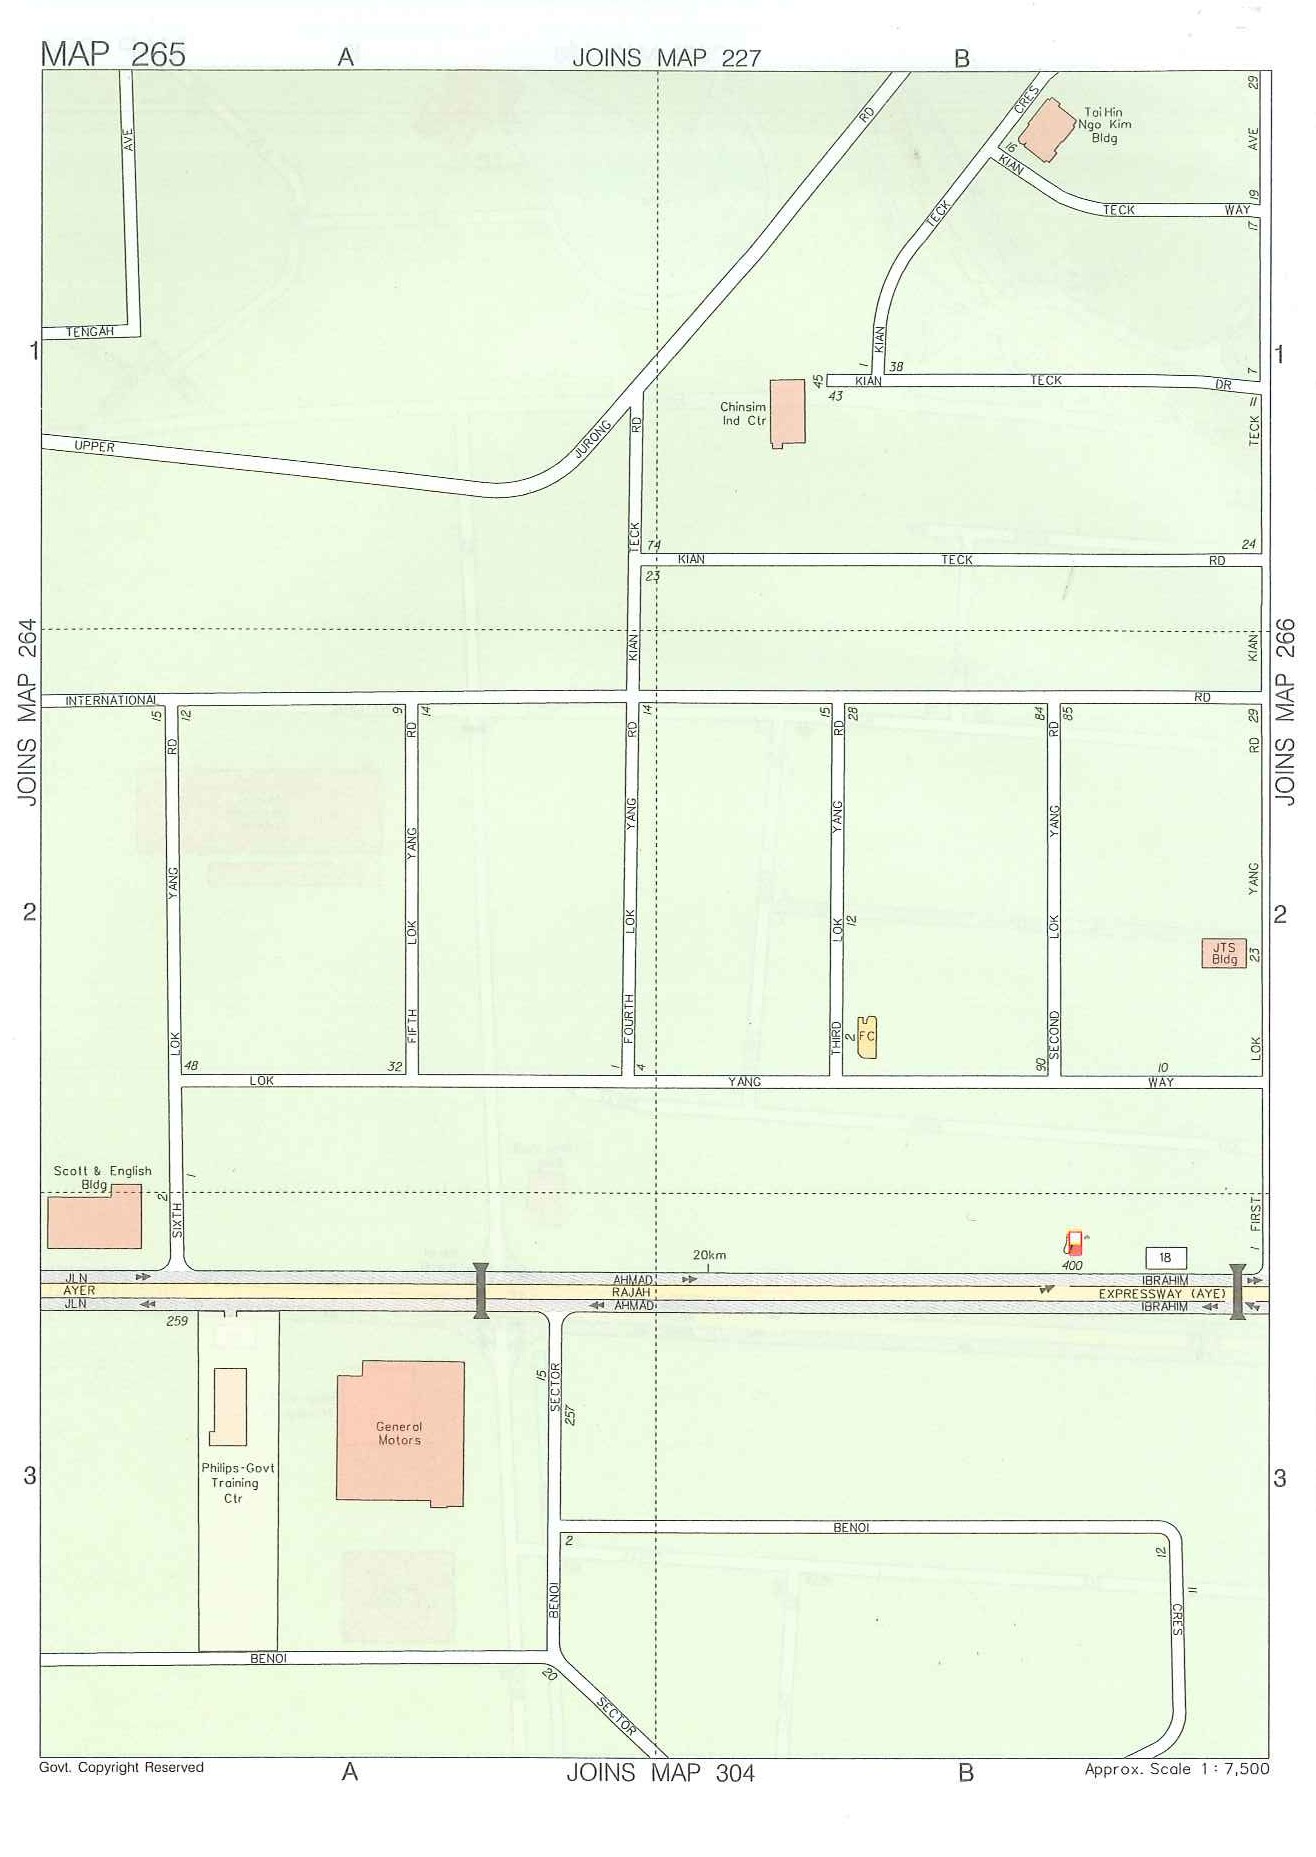 MAP 265
A
JOINS MAP 227
B
AVE
RD
CRES
Tai Hin
Ngo Kim
Bldg
29
AVE
16
KIAN
TECK
TECK
WAY
19
17
TENGAH
1
KIAN
1
1
38
45
KIAN
TECK
DR
7
43
11
Chinsim
Ind Ctr
RD
JURONG
TECK
UPPER
TECK
74
KIAN
TECK
RD
24
23
JOINS MAP 264
KIAN
KIAN
JOINS MAP 266
INTERNATIONAL
RD
15
12
9
14
14
15
28
84
85
29
RD
RD
RD
RD
RD
RD
YANG
YANG
YANG
YANG
YANG
YANG
2
2
LOK
LOK
LOK
12
LOK
JTS
Bldg
23
LOK
FIFTH
FOURTH
THIRD
2
FC
SECOND
LOK
48
32
1
4
90
10
LOK
YANG
WAY
Scott & English
Bldg
1
2
SIXTH
FIRST
1
20km
400
18
JLN
AHMAD
IBRAHIM
AYER
RAJAH
EXPRESSWAY (AYE)
JLN
AHMAD
IBRAHIM
259
15
SECTOR
257
General
Motors
Philips-Govt
Training
Ctr
3
3
BENOI
2
12
11
BENOI
CRES
BENOI
20
SECTOR
Govt. Copyright Reserved
A
JOINS MAP 304
B
Approx. Scale 1 : 7,500